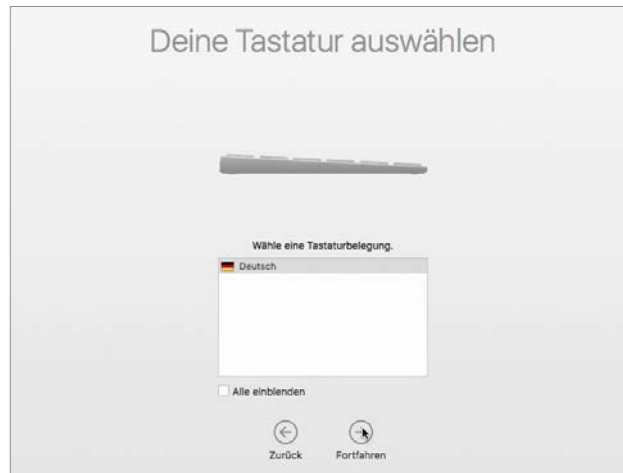 Deine Tastatur auswählen
Wähle eine Tastaturbelegung.
Deutsch
Alle einblenden
Zurück Fortfahren